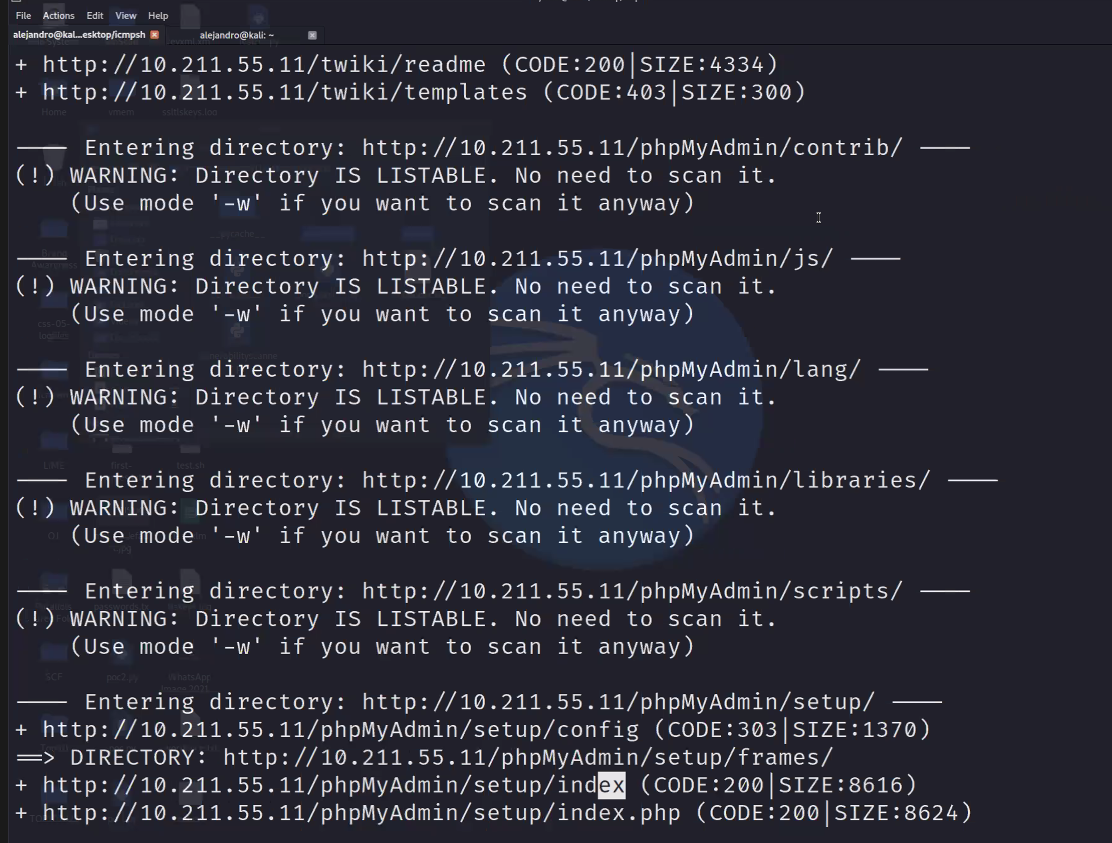 File Actions Edit View Help
alejandro@kal...esktop/icmpsh alejandro@kali: ~
+ http://10.211.55.11/twiki/readme (CODE:200|SIZE:4334)
+ http://10.211.55.11/twiki/templates (CODE:403|SIZE:300)
---- Entering directory: http://10.211.55.11/phpMyAdmin/contrib/ ----
(!) WARNING: Directory IS LISTABLE. No need to scan it.
(Use mode '-w' if you want to scan it anyway)
---- Entering directory: http://10.211.55.11/phpMyAdmin/js/ ----
(!) WARNING: Directory IS LISTABLE. No need to scan it.
(Use mode '-w' if you want to scan it anyway)
---- Entering directory: http://10.211.55.11/phpMyAdmin/lang/ ----
(!) WARNING: Directory IS LISTABLE. No need to scan it.
(Use mode '-w' if you want to scan it anyway)
---- Entering directory: http://10.211.55.11/phpMyAdmin/libraries/ ----
(!) WARNING: Directory IS LISTABLE. No need to scan it.
(Use mode '-w' if you want to scan it anyway)
---- Entering directory: http://10.211.55.11/phpMyAdmin/scripts/ ----
(!) WARNING: Directory IS LISTABLE. No need to scan it.
(Use mode '-w' if you want to scan it anyway)
---- Entering directory: http://10.211.55.11/phpMyAdmin/setup/ ----
+ http://10.211.55.11/phpMyAdmin/setup/config (CODE:303|SIZE:1370)
==> DIRECTORY: http://10.211.55.11/phpMyAdmin/setup/frames/
+ http://10.211.55.11/phpMyAdmin/setup/index (CODE:200|SIZE:8616)
+ http://10.211.55.11/phpMyAdmin/setup/index.php (CODE:200|SIZE:8624)